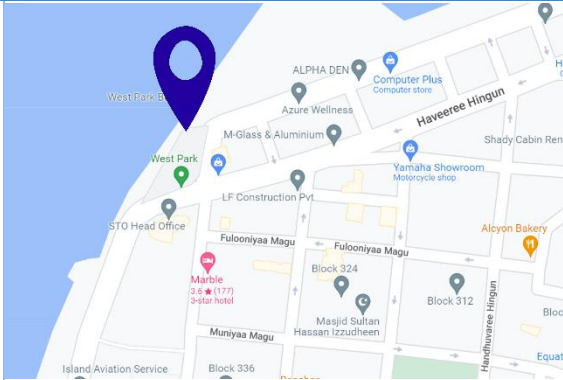 ALPHA DEN
Computer Plus
Computer store
West Park B
Azure Wellness
Haveeree Hingun
M-Glass & Aluminium
Shady Cabin Ren
West Park
Yamaha Showroom
Motorcycle shop
LF Construction Pvt
STO Head Office
Alcyon Bakery
Fulooniyaa Magu
Fulooniyaa Magu
Block 324
Marble
3.6 ★ (177)
3-star hotel
Block 312
Masjid Sultan
Hassan Izzudheen
Handhuvaree Hingun
Bloc
Muniyaa Magu
Equat
Island Aviation Service
Block 336